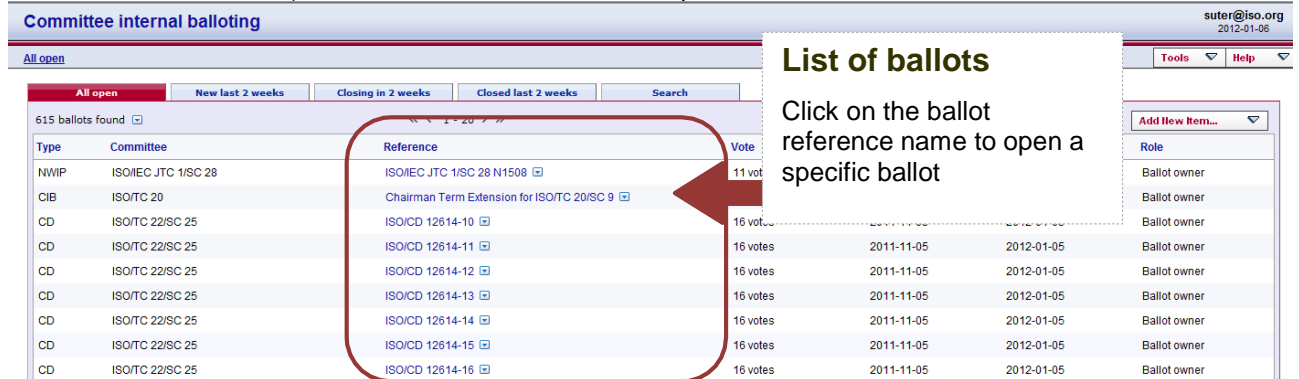 Committee internal balloting
suter@iso.org
2012-01-06
All open
Tools Help
List of ballots
Click on the ballot
reference name to open a
specific ballot
All open New last 2 weeks Closing in 2 weeks Closed last 2 weeks Search
615 ballots found 1 - 20 Add New Item...
Type Committee Reference Vote Role
NWIP ISO/IEC JTC 1/SC 28 ISO/IEC JTC 1/SC 28 N1508 11 Ballot owner
CIB ISO/TC 20 Chairman Term Extension for ISO/TC 20/SC 9 Ballot owner
CD ISO/TC 22/SC 25 ISO/CD 12614-10 16 votes Ballot owner
CD ISO/TC 22/SC 25 ISO/CD 12614-11 16 votes 2011-11-05 2012-01-05 Ballot owner
CD ISO/TC 22/SC 25 ISO/CD 12614-12 16 votes 2011-11-05 2012-01-05 Ballot owner
CD ISO/TC 22/SC 25 ISO/CD 12614-13 16 votes 2011-11-05 2012-01-05 Ballot owner
CD ISO/TC 22/SC 25 ISO/CD 12614-14 16 votes 2011-11-05 2012-01-05 Ballot owner
CD ISO/TC 22/SC 25 ISO/CD 12614-15 16 votes 2011-11-05 2012-01-05 Ballot owner
CD ISO/TC 22/SC 25 ISO/CD 12614-16 16 votes 2011-11-05 2012-01-05 Ballot owner